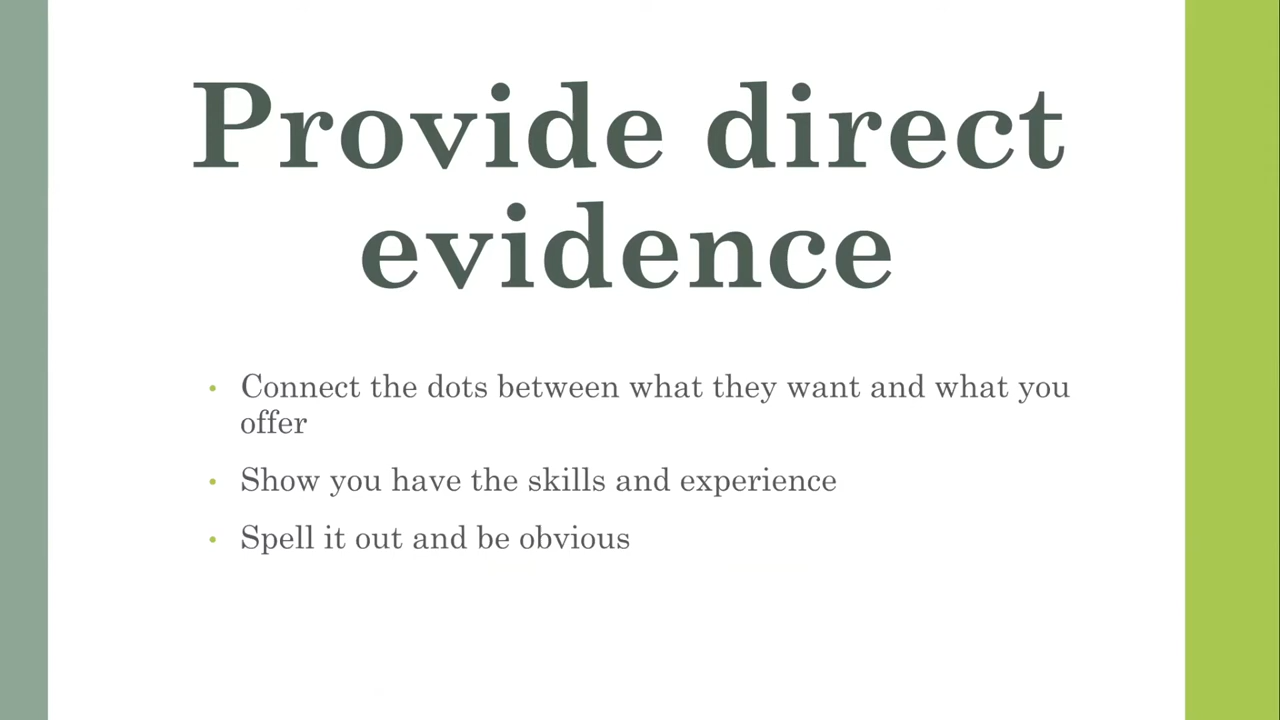 Provide direct
evidence
• Connect the dots between what they want and what you
offer
• Show you have the skills and experience
• Spell it out and be obvious